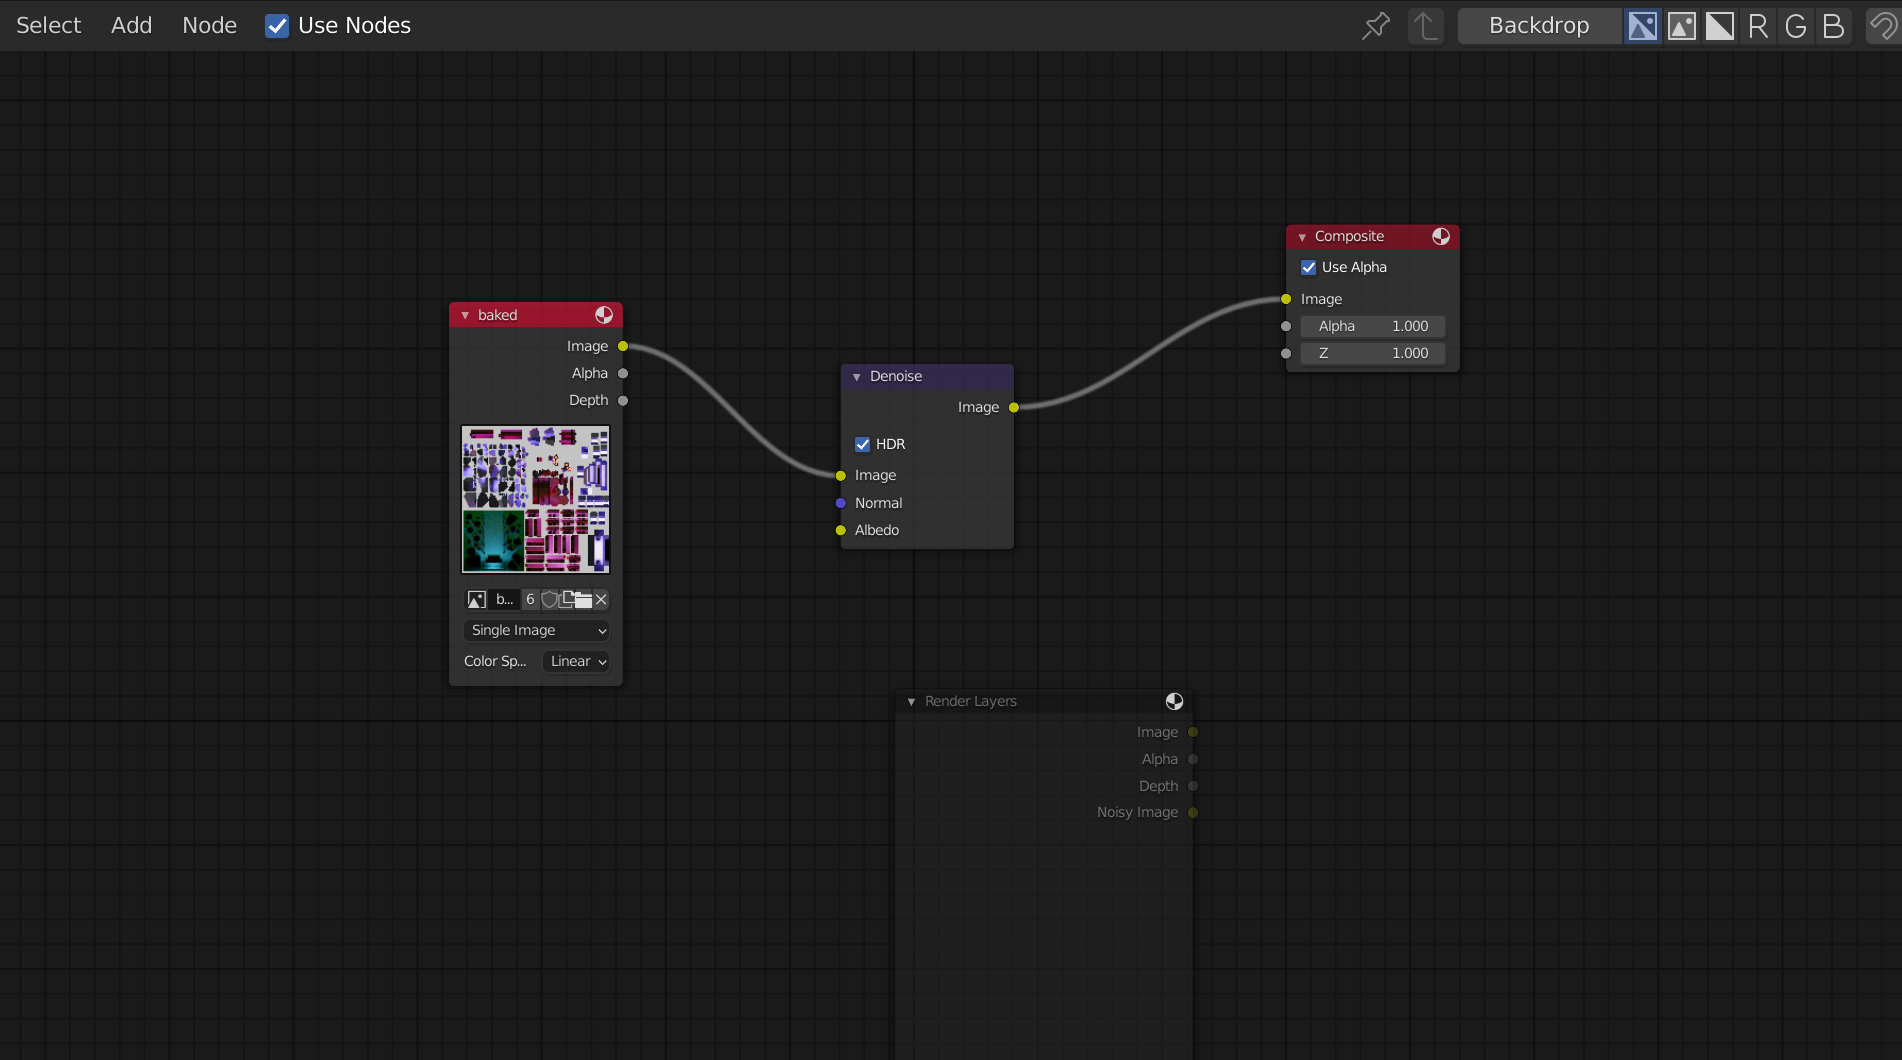 Select Add Node Use Nodes Backdrop R G B
Composite
Use Alpha
Image
Alpha 1.000
Z 1.000
baked
Image
Alpha
Depth
b... 6
Single Image
Color Sp... Linear
Denoise
Image
HDR
Image
Normal
Albedo
Render Layers
Image
Alpha
Depth
Noisy Image